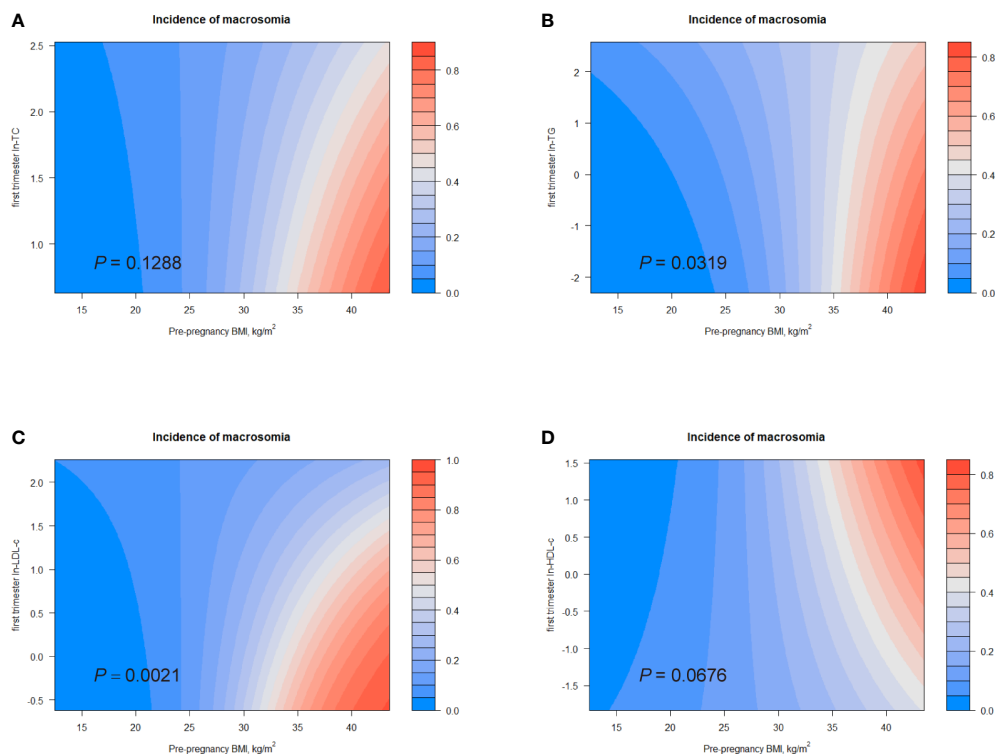 A
Incidence of macrosomia
2.5
2.0
1.5
1.0
first trimester ln-TC
P = 0.1288
15 20 25 30 35 40
Pre-pregnancy BMI, kg/m²
0.8
0.6
0.4
0.2
0.0
B
Incidence of macrosomia
2
1
0
-1
-2
first trimester ln-TG
P = 0.0319
15 20 25 30 35 40
Pre-pregnancy BMI, kg/m²
0.8
0.6
0.4
0.2
0.0
C
Incidence of macrosomia
2.0
1.5
1.0
0.5
0.0
-0.5
first trimester ln-LDL-c
P = 0.0021
15 20 25 30 35 40
Pre-pregnancy BMI, kg/m²
1.0
0.8
0.6
0.4
0.2
0.0
D
Incidence of macrosomia
1.5
1.0
0.5
0.0
-0.5
-1.0
-1.5
first trimester ln-HDL-c
P = 0.0676
15 20 25 30 35 40
Pre-pregnancy BMI, kg/m²
0.8
0.6
0.4
0.2
0.0